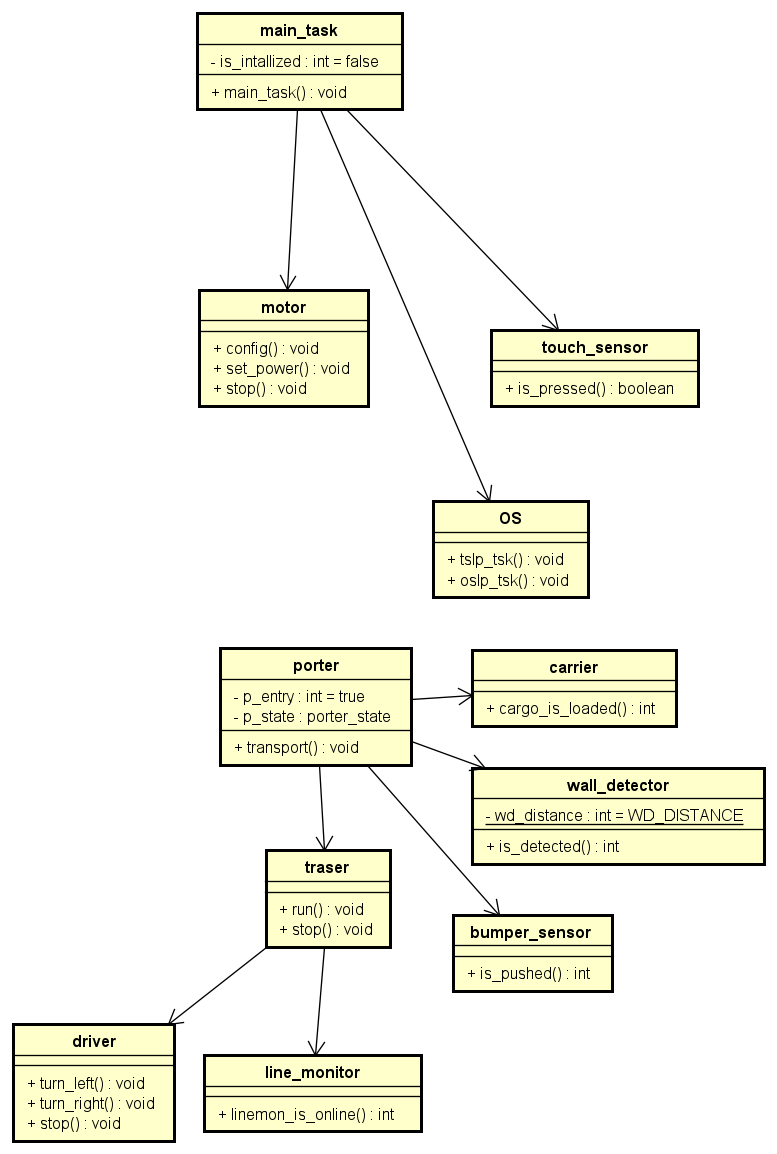 main_task
- is_intallized : int = false
+ main_task() : void
motor
+ config() : void
+ set_power() : void
+ stop() : void
touch_sensor
+ is_pressed() : boolean
OS
+ tslp_tsk() : void
+ oslp_tsk() : void
porter
- p_entry : int = true
- p_state : porter_state
+ transport() : void
carrier
+ cargo_is_loaded() : int
wall_detector
- wd_distance : int = WD_DISTANCE
+ is_detected() : int
traser
+ run() : void
+ stop() : void
bumper_sensor
+ is_pushed() : int
driver
+ turn_left() : void
+ turn_right() : void
+ stop() : void
line_monitor
+ linemon_is_online() : int